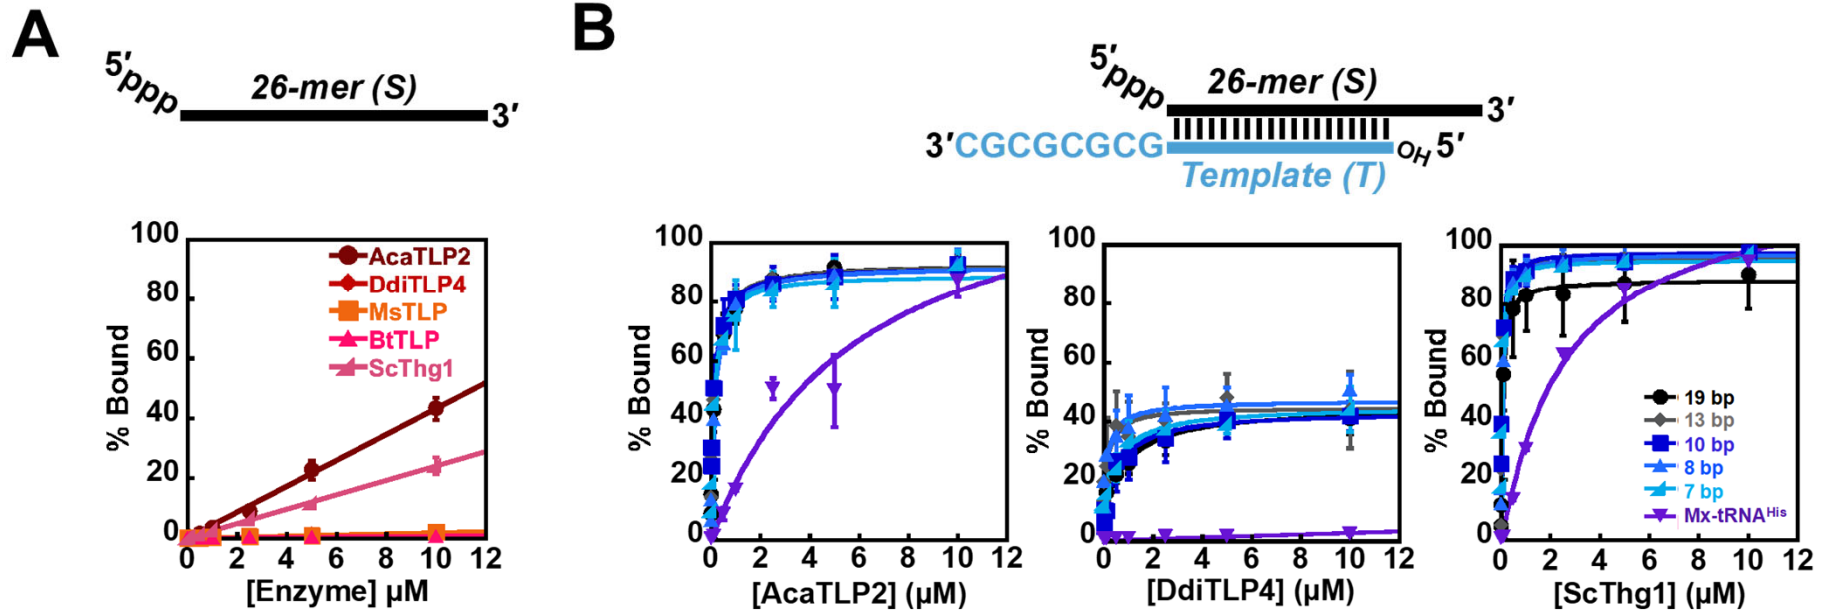 A
5′ppp
26-mer (S)
3′
% Bound
100
80
60
40
20
0
AcaTLP2
DdiTLP4
MsTLP
BtTLP
ScThg1
0 2 4 6 8 10 12
[Enzyme] µM
B
5′ppp
26-mer (S)
3′
3′CGCGCGCG
OH 5′
Template (T)
% Bound
100
80
60
40
20
0
0 2 4 6 8 10 12
[AcaTLP2] (µM)
% Bound
100
80
60
40
20
0
0 2 4 6 8 10 12
[DdiTLP4] (µM)
% Bound
100
80
60
40
20
0
19 bp
13 bp
10 bp
8 bp
7 bp
Mx-tRNAHis
0 2 4 6 8 10 12
[ScThg1] (µM)